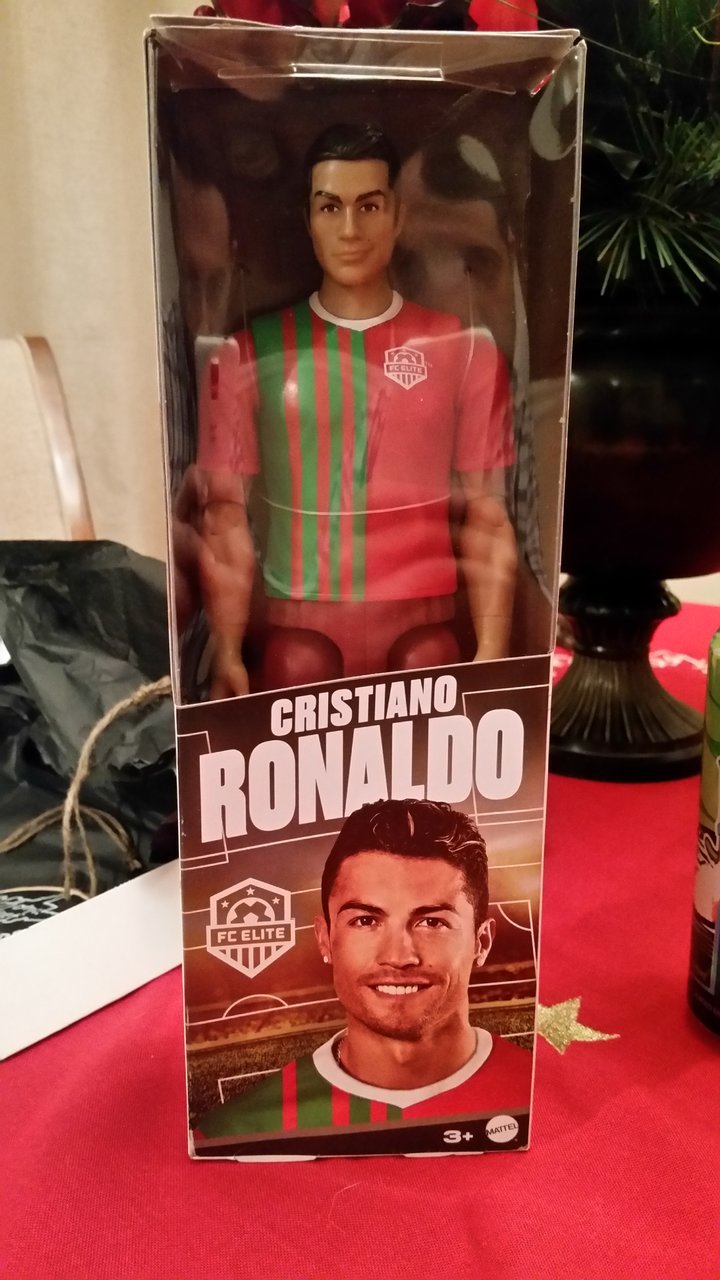 FC ELITE
CRISTIANO
RONALDO
FC ELITE
3+
MATTEL